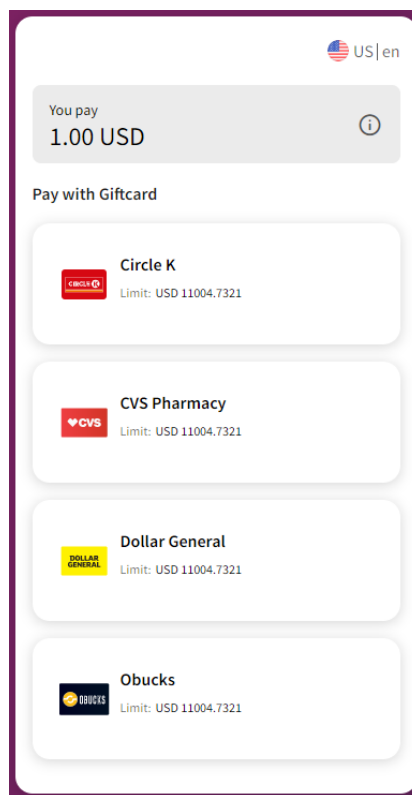 US|en
You pay
1.00 USD
Pay with Giftcard
CIRCLE K
Circle K
Limit: USD 11004.7321
CVS
CVS Pharmacy
Limit: USD 11004.7321
DOLLAR
GENERAL
Dollar General
Limit: USD 11004.7321
OBUCKS
Obucks
Limit: USD 11004.7321